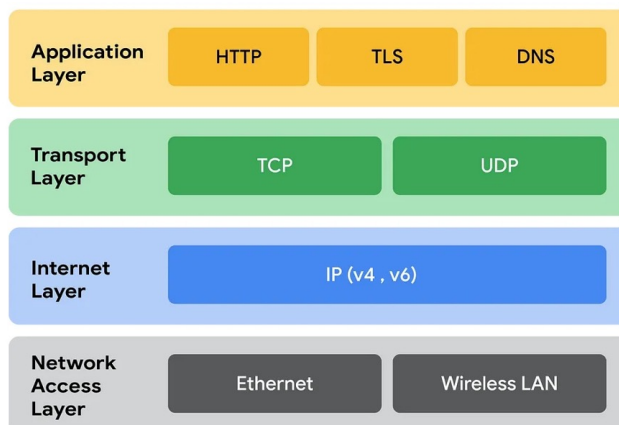 Application
Layer
HTTP
TLS
DNS
Transport
Layer
TCP
UDP
Internet
Layer
IP (v4 , v6)
Network
Access
Layer
Ethernet
Wireless LAN